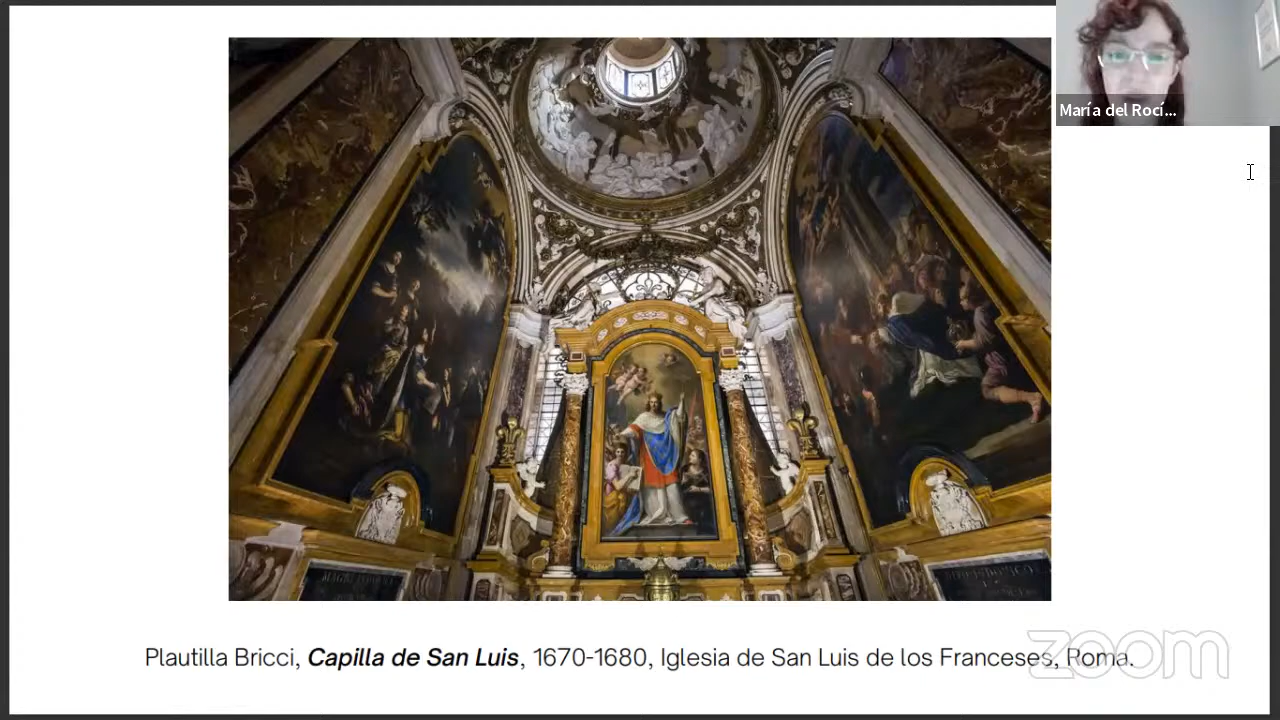 María del Rocí...
Plautilla Bricci, Capilla de San Luis, 1670-1680, Iglesia de San Luis de los Franceses, Roma.
zoom